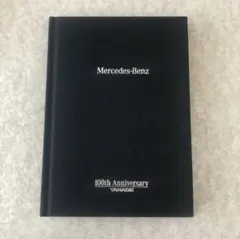 Mercedes-Benz
100th Anniversary
YANASE